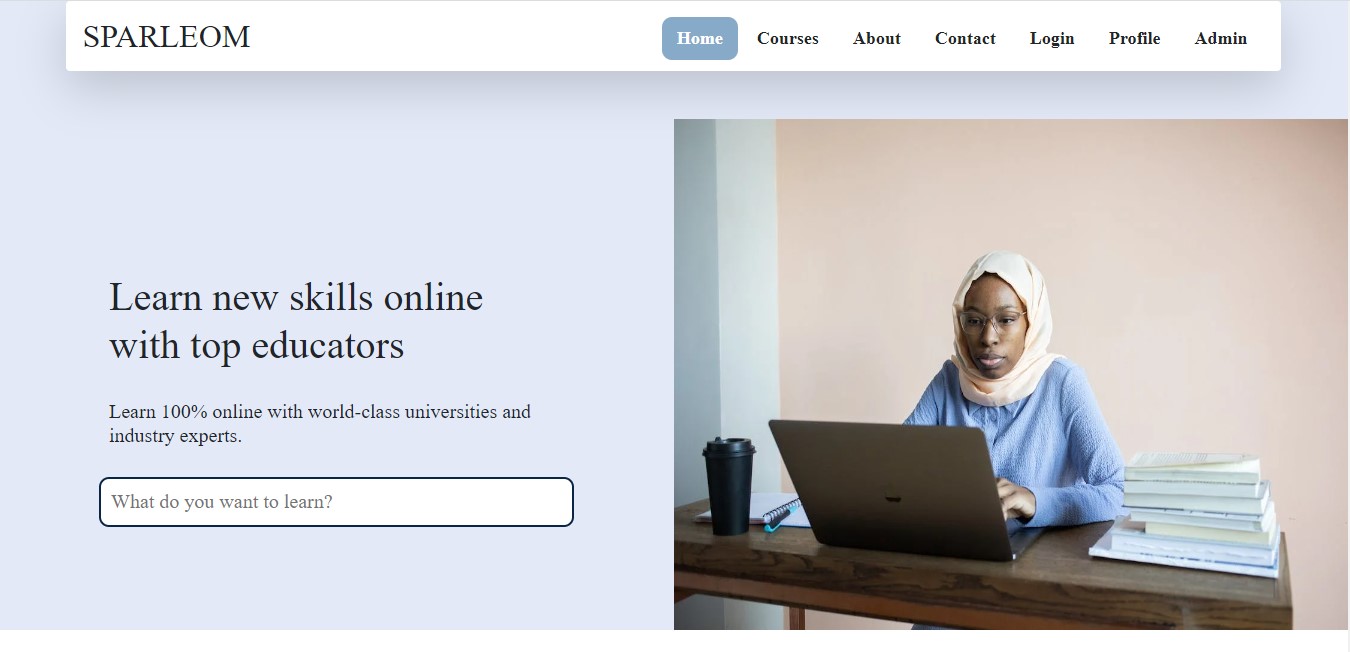 SPARLEOM
Home Courses About Contact Login Profile Admin
Learn new skills online
with top educators
Learn 100% online with world-class universities and
industry experts.
What do you want to learn?